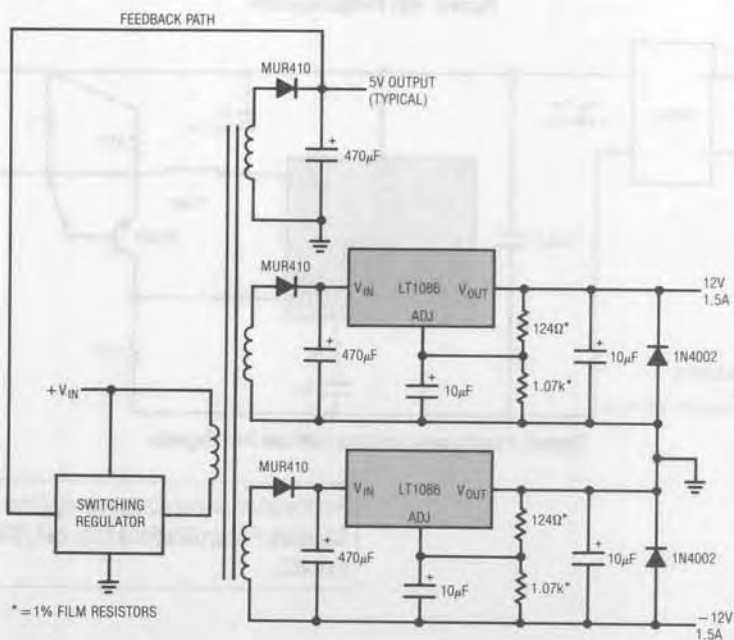 FEEDBACK PATH
MUR410
5V OUTPUT
(TYPICAL)
+
470µF
MUR410
VIN LT1086 VOUT
ADJ
12V
1.5A
124Ω*
+
470µF
+
10µF
1.07k*
+
10µF
1N4002
+VIN
SWITCHING
REGULATOR
MUR410
VIN LT1086 VOUT
ADJ
124Ω*
+
470µF
+
10µF
1.07k*
+
10µF
1N4002
* = 1% FILM RESISTORS
−12V
1.5A